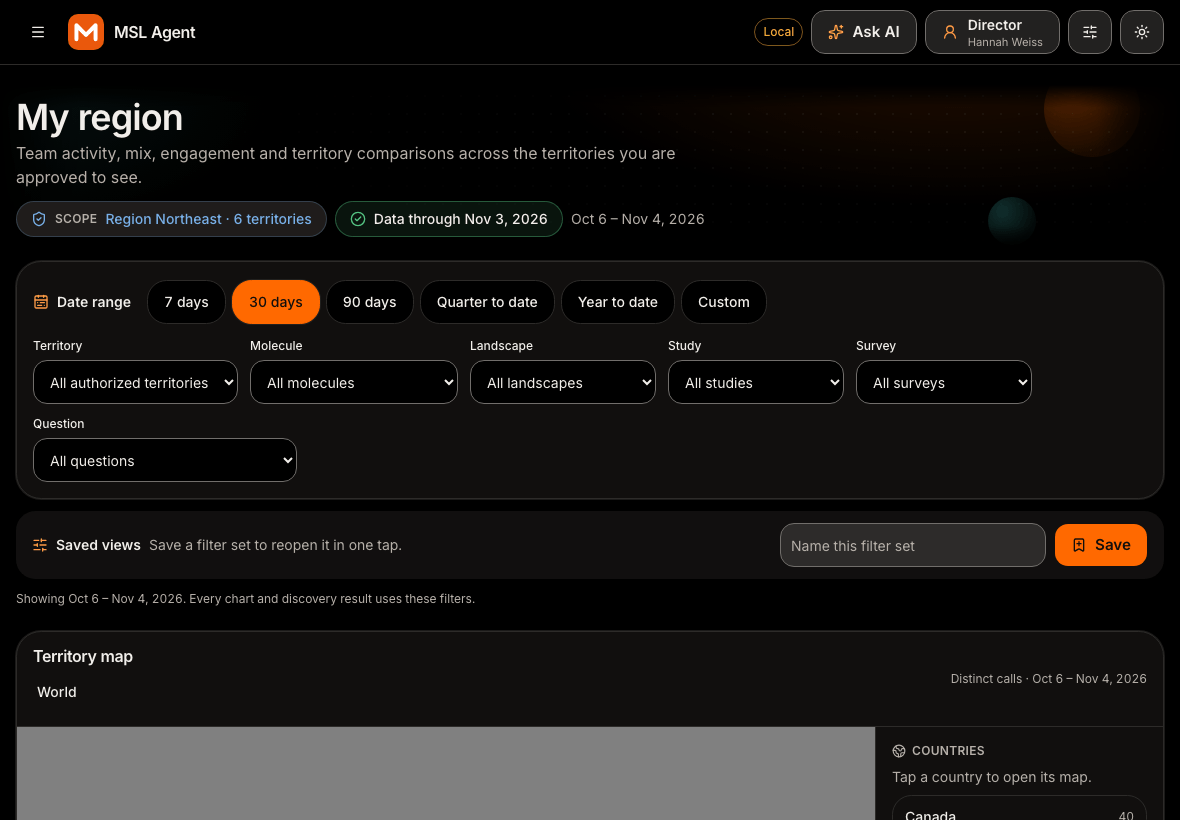 MSL Agent
Local
Ask AI
Director
Hannah Weiss
My region
Team activity, mix, engagement and territory comparisons across the territories you are
approved to see.
SCOPE Region Northeast · 6 territories
Data through Nov 3, 2026
Oct 6 – Nov 4, 2026
Date range
7 days
30 days
90 days
Quarter to date
Year to date
Custom
Territory
Molecule
Landscape
Study
Survey
All authorized territories
All molecules
All landscapes
All studies
All surveys
Question
All questions
Saved views Save a filter set to reopen it in one tap.
Name this filter set
Save
Showing Oct 6 – Nov 4, 2026. Every chart and discovery result uses these filters.
Territory map
World
Distinct calls · Oct 6 – Nov 4, 2026
COUNTRIES
Tap a country to open its map.
Canada 40